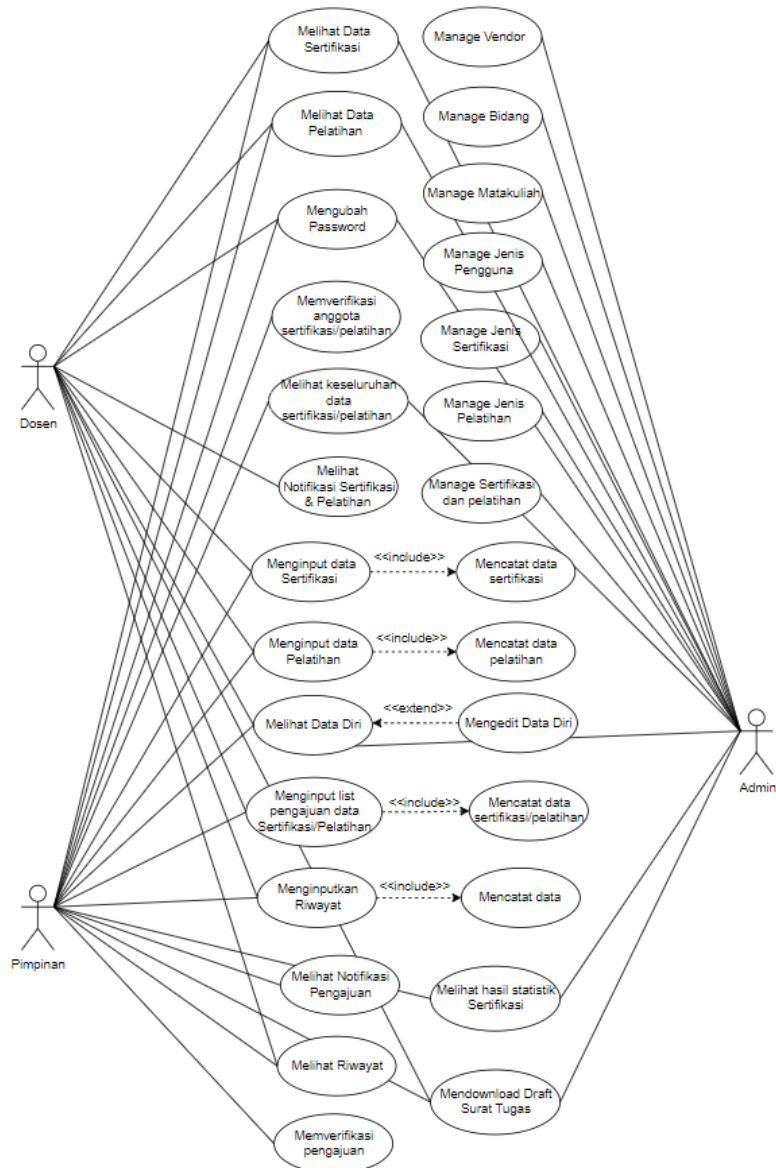 Melihat Data
Sertifikasi
Manage Vendor
Melihat Data
Pelatihan
Manage Bidang
Mengubah
Password
Manage Matakuliah
Manage Jenis
Pengguna
Memverifikasi
anggota
sertifikasi/pelatihan
Manage Jenis
Sertifikasi
Dosen
Melihat keseluruhan
data
sertifikasi/pelatihan
Manage Jenis
Pelatihan
Melihat
Notifikasi Sertifikasi
& Pelatihan
Manage Sertifikasi
dan pelatihan
Menginput data
Sertifikasi
<<include>>
Mencatat data
sertifikasi
Menginput data
Pelatihan
<<include>>
Mencatat data
pelatihan
Melihat Data Diri
<<extend>>
Mengedit Data Diri
Admin
Menginput list
pengajuan data
Sertifikasi/Pelatihan
<<include>>
Mencatat data
sertifikasi/pelatihan
Menginputkan
Riwayat
<<include>>
Mencatat data
Pimpinan
Melihat Notifikasi
Pengajuan
Melihat hasil statistik
Sertifikasi
Melihat Riwayat
Mendownload Draft
Surat Tugas
Memverifikasi
pengajuan